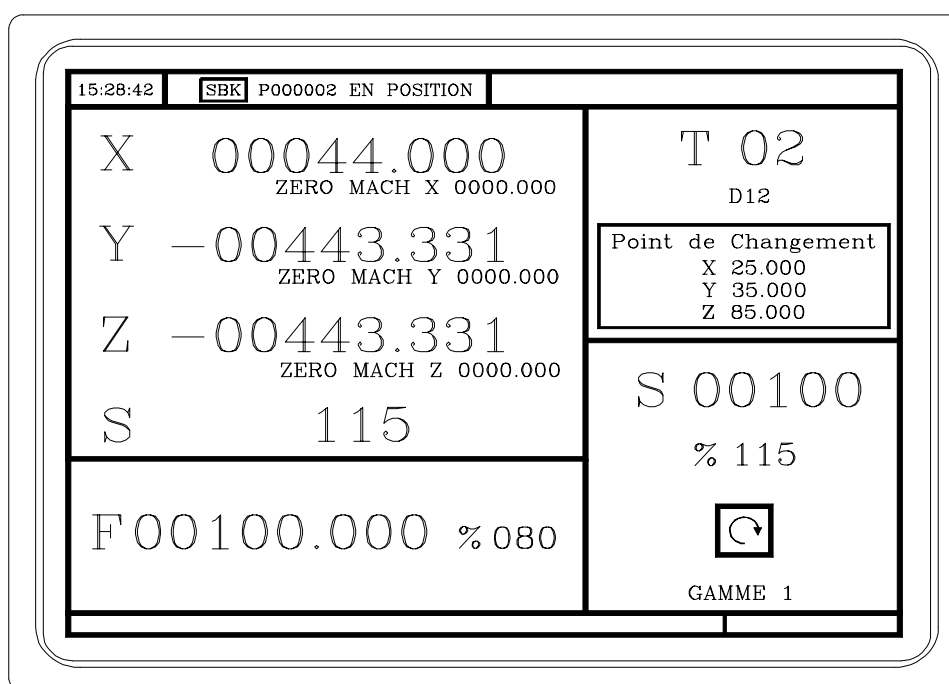 15:28:42 SBK P000002 EN POSITION
X 00044.000
ZERO MACH X 0000.000
Y -00443.331
ZERO MACH Y 0000.000
Z -00443.331
ZERO MACH Z 0000.000
S 115
F 00100.000 % 080
T 02
D12
Point de Changement
X 25.000
Y 35.000
Z 85.000
S 00100
% 115
GAMME 1